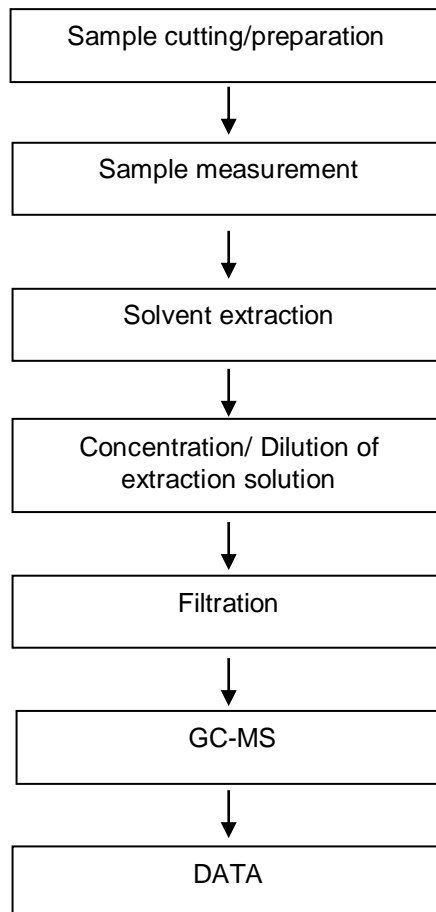 Sample cutting/preparation
Sample measurement
Solvent extraction
Concentration/ Dilution of
extraction solution
Filtration
GC-MS
DATA